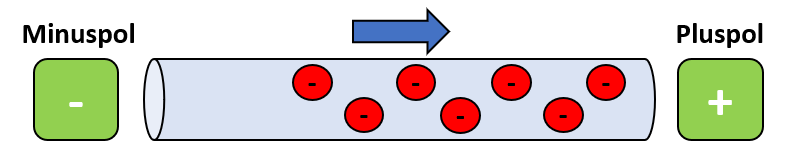 Minuspol
Pluspol
-
- - - -
- - -
+